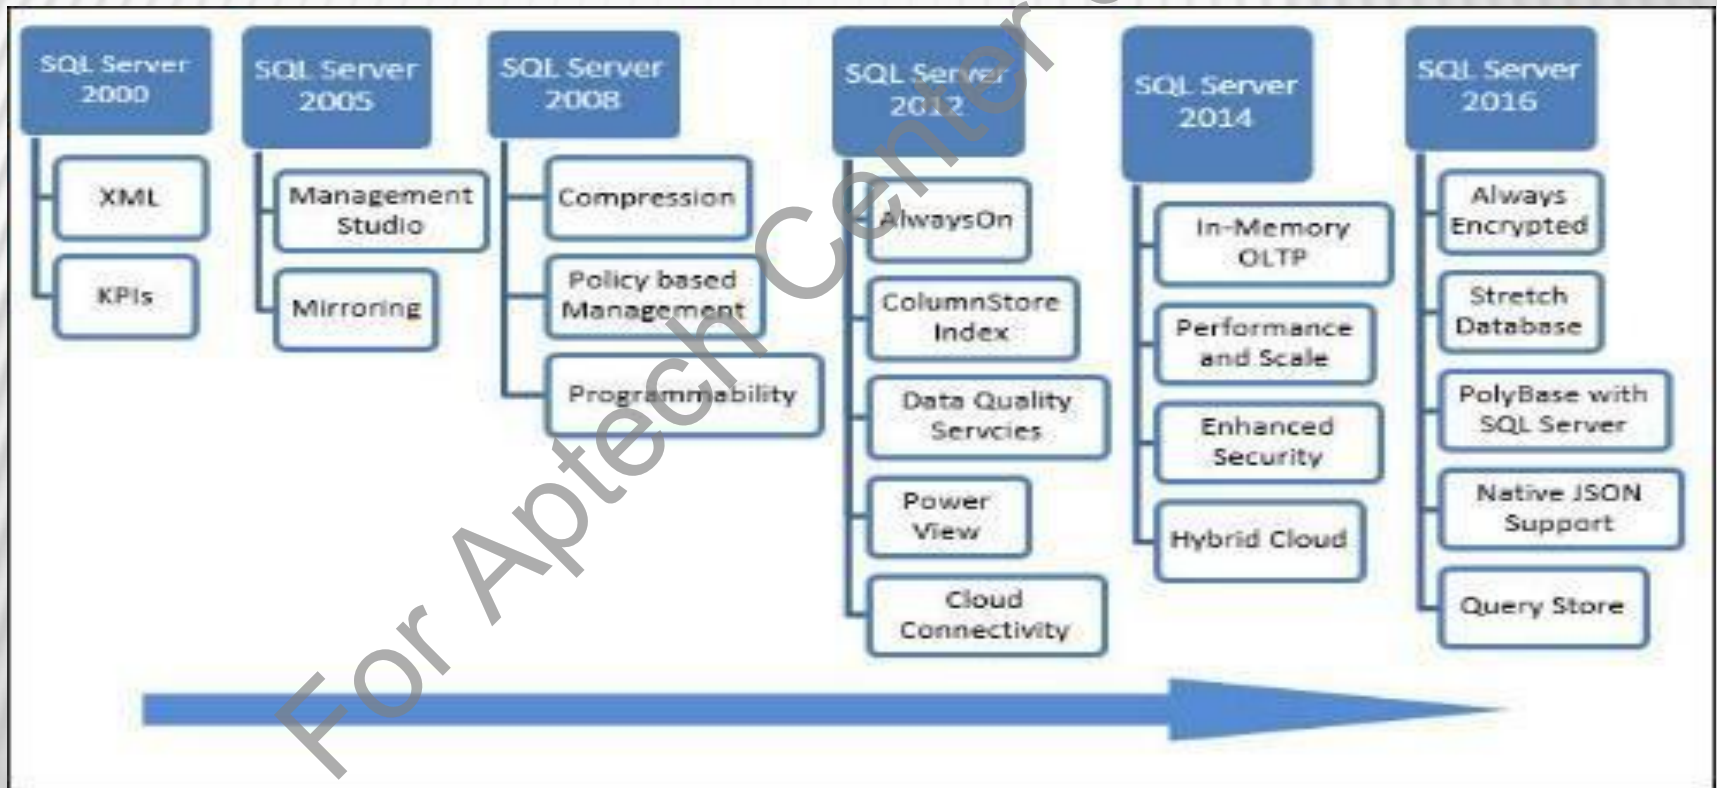 SQL Server
2000
XML
KPIs
SQL Server
2005
Management
Studio
Mirroring
SQL Server
2008
Compression
Policy based
Management
Programmability
SQL Server
2012
AlwaysOn
ColumnStore
Index
Data Quality
Servcies
Power
View
Cloud
Connectivity
SQL Server
2014
In-Memory
OLTP
Performance
and Scale
Enhanced
Security
Hybrid Cloud
SQL Server
2016
Always
Encrypted
Stretch
Database
PolyBase with
SQL Server
Native JSON
Support
Query Store
For Aptech Center